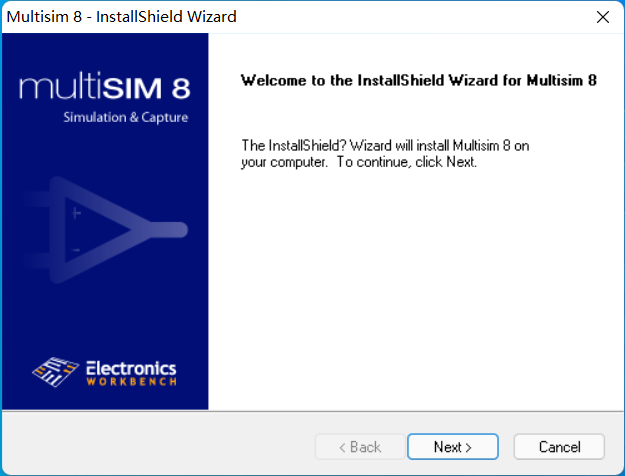 Multisim 8 - InstallShield Wizard
multiSIM 8
Simulation & Capture
Welcome to the InstallShield Wizard for Multisim 8
The InstallShield? Wizard will install Multisim 8 on
your computer. To continue, click Next.
+
-
Electronics
WORKBENCH
< Back
Next >
Cancel